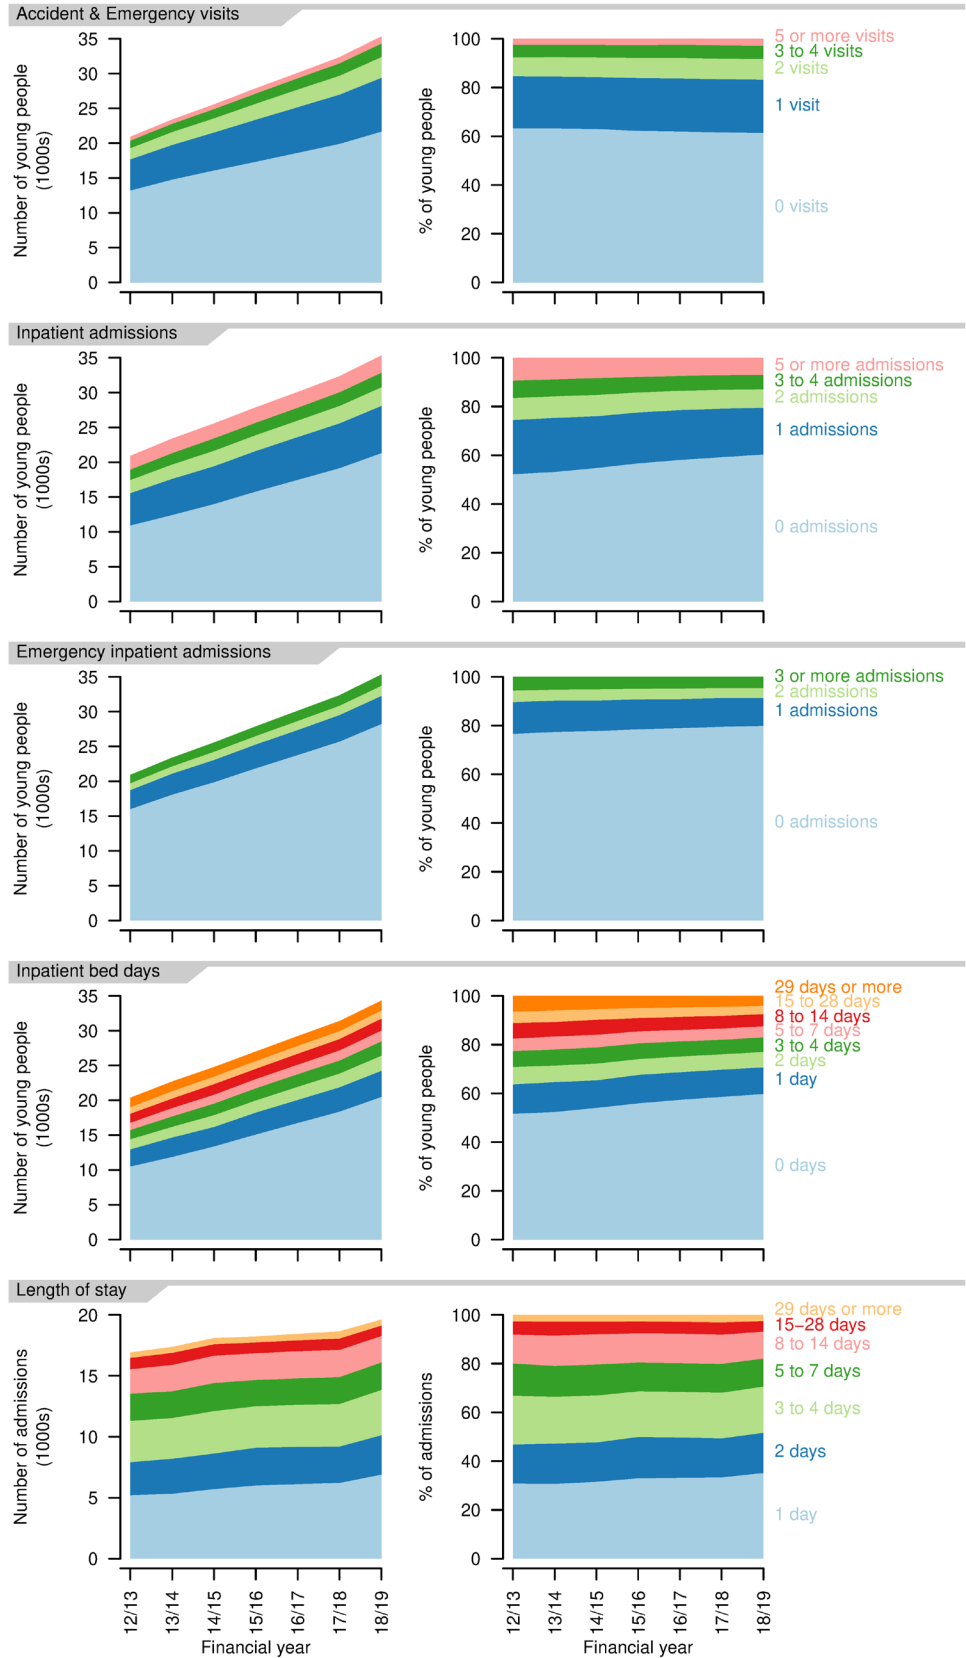 Accident & Emergency visits
Number of young people
(1000s)
35
30
25
20
15
10
5
0
% of young people
100
80
60
40
20
0
5 or more visits
3 to 4 visits
2 visits
1 visit
0 visits
Inpatient admissions
Number of young people
(1000s)
35
30
25
20
15
10
5
0
% of young people
100
80
60
40
20
0
5 or more admissions
3 to 4 admissions
2 admissions
1 admissions
0 admissions
Emergency inpatient admissions
Number of young people
(1000s)
35
30
25
20
15
10
5
0
% of young people
100
80
60
40
20
0
3 or more admissions
2 admissions
1 admissions
0 admissions
Inpatient bed days
Number of young people
(1000s)
35
30
25
20
15
10
5
0
% of young people
100
80
60
40
20
0
29 days or more
15 to 28 days
8 to 14 days
5 to 7 days
3 to 4 days
2 days
1 day
0 days
Length of stay
Number of admissions
(1000s)
20
15
10
5
0
% of admissions
100
80
60
40
20
0
29 days or more
15−28 days
8 to 14 days
5 to 7 days
3 to 4 days
2 days
1 day
12/13
13/14
14/15
15/16
16/17
17/18
18/19
Financial year
12/13
13/14
14/15
15/16
16/17
17/18
18/19
Financial year